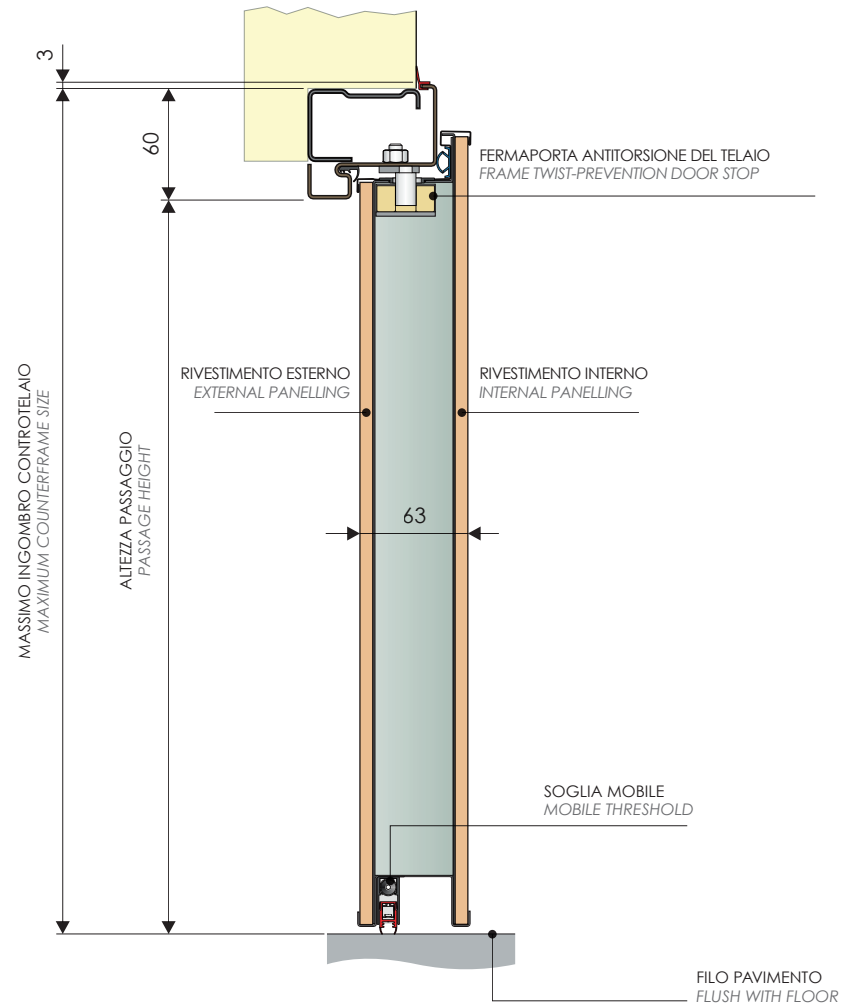 3
60
FERMAPORTA ANTITORSIONE DEL TELAIO
FRAME TWIST-PREVENTION DOOR STOP
RIVESTIMENTO ESTERNO
EXTERNAL PANELLING
RIVESTIMENTO INTERNO
INTERNAL PANELLING
MASSIMO INGOMBRO CONTROTELAIO
MAXIMUM COUNTERFRAME SIZE
ALTEZZA PASSAGGIO
PASSAGE HEIGHT
63
SOGLIA MOBILE
MOBILE THRESHOLD
FILO PAVIMENTO
FLUSH WITH FLOOR